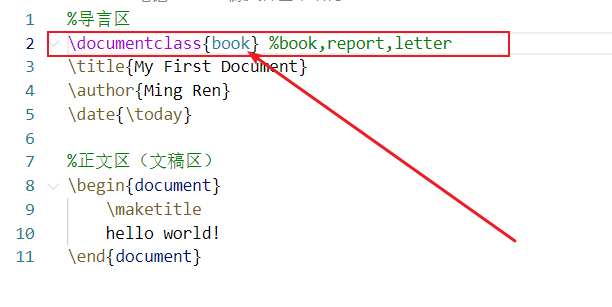 1 %导言区
2 \documentclass{book} %book,report,letter
3 \title{My First Document}
4 \author{Ming Ren}
5 \date{\today}
6
7 %正文区（文稿区）
8 \begin{document}
9 \maketitle
10 hello world!
11 \end{document}